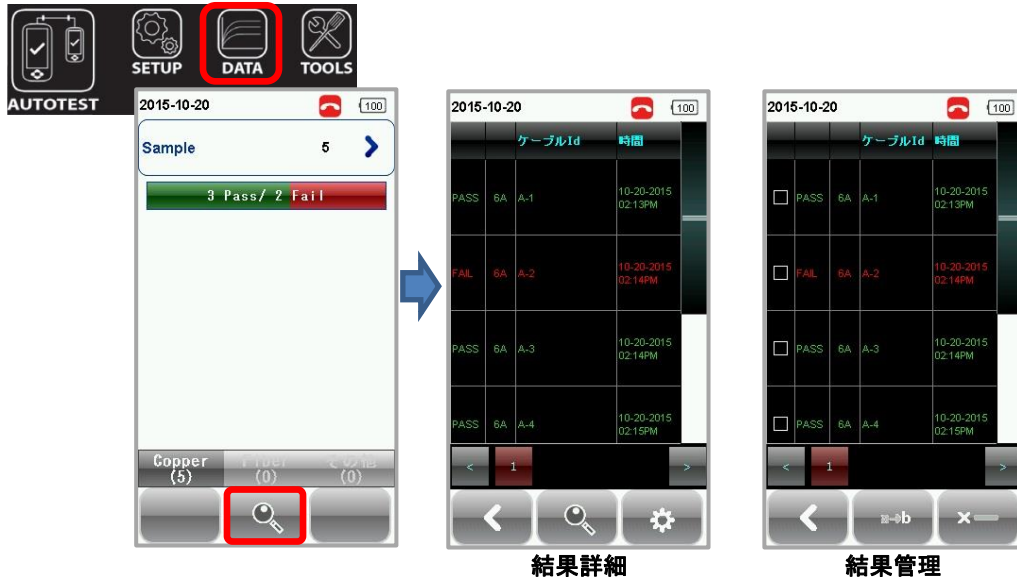 AUTOTEST
SETUP
DATA
TOOLS
2015-10-20
100
Sample 5
3 Pass/ 2 Fail
Copper
(5)
Fiber
(0)
その他
(0)
2015-10-20
100
ケーブルId 時間
PASS 6A A-1 10-20-2015
02:13PM
FAIL 6A A-2 10-20-2015
02:14PM
PASS 6A A-3 10-20-2015
02:14PM
PASS 6A A-4 10-20-2015
02:15PM
< 1 >
結果詳細
2015-10-20
100
ケーブルId 時間
PASS 6A A-1 10-20-2015
02:13PM
FAIL 6A A-2 10-20-2015
02:14PM
PASS 6A A-3 10-20-2015
02:14PM
PASS 6A A-4 10-20-2015
02:15PM
< 1 >
結果管理